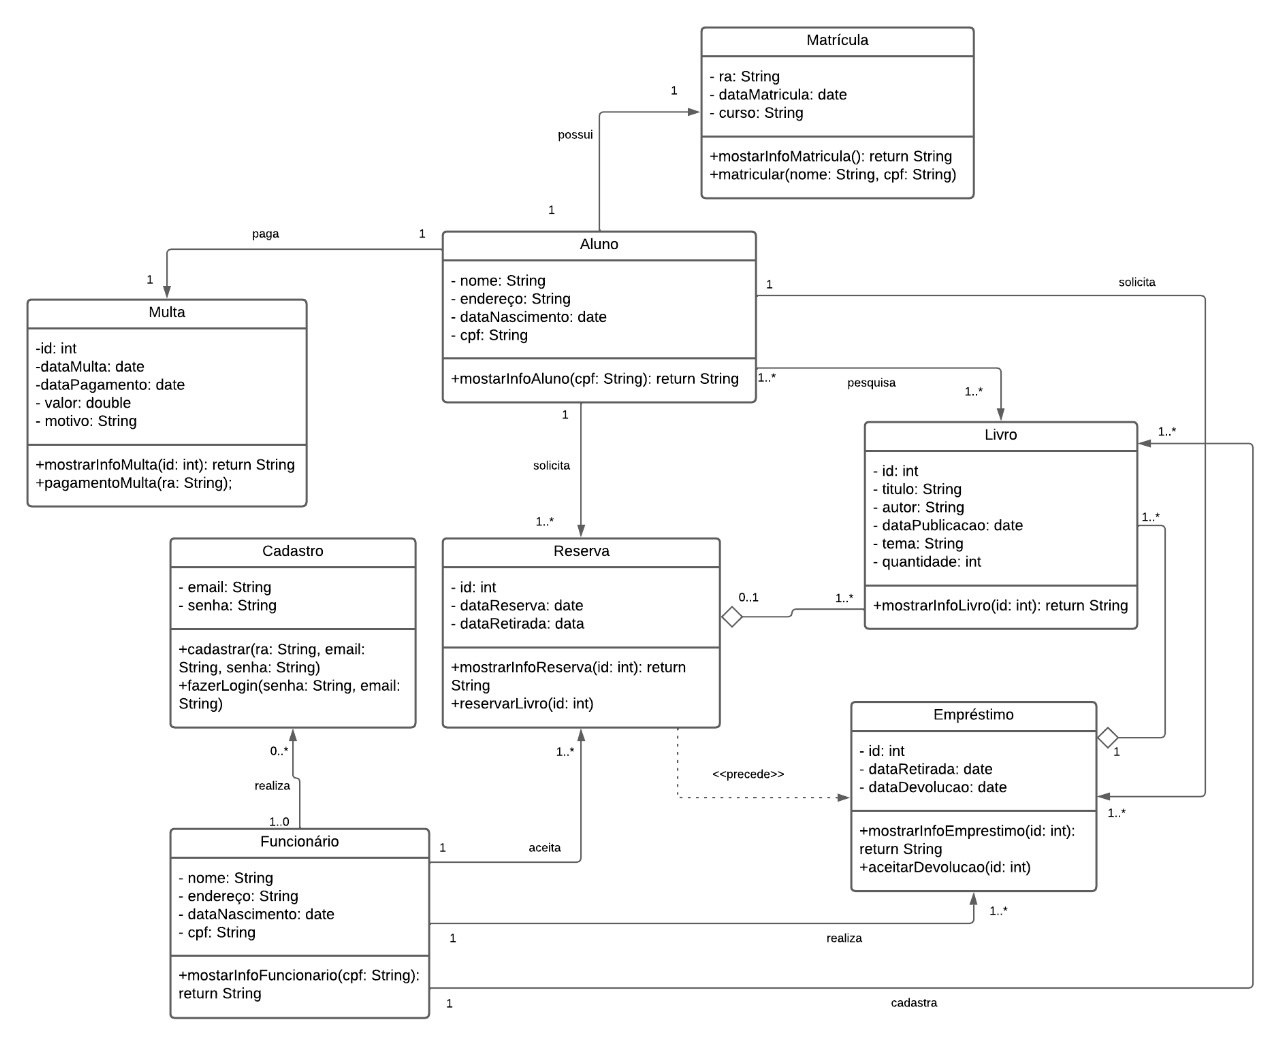 Matrícula
- ra: String
- dataMatricula: date
- curso: String
+mostarInfoMatricula(): return String
+matricular(nome: String, cpf: String)
1
possui
1
Aluno
- nome: String
- endereço: String
- dataNascimento: date
- cpf: String
+mostarInfoAluno(cpf: String): return String
paga
1
1
Multa
-id: int
-dataMulta: date
-dataPagamento: date
- valor: double
- motivo: String
+mostrarInfoMulta(id: int): return String
+pagamentoMulta(ra: String);
1
solicita
1..*
pesquisa
1..*
1
solicita
1..*
Livro
- id: int
- titulo: String
- autor: String
- dataPublicacao: date
- tema: String
- quantidade: int
+mostrarInfoLivro(id: int): return String
1..*
1..*
Cadastro
- email: String
- senha: String
+cadastrar(ra: String, email:
String, senha: String)
+fazerLogin(senha: String, email:
String)
Reserva
- id: int
- dataReserva: date
- dataRetirada: data
+mostrarInfoReserva(id: int): return
String
+reservarLivro(id: int)
0..1
1..*
<<precede>>
Empréstimo
- id: int
- dataRetirada: date
- dataDevolucao: date
+mostrarInfoEmprestimo(id: int):
return String
+aceitarDevolucao(id: int)
1
1..*
0..*
realiza
1..0
Funcionário
- nome: String
- endereço: String
- dataNascimento: date
- cpf: String
+mostarInfoFuncionario(cpf: String):
return String
1..*
1
aceita
1..*
1
realiza
1
cadastra